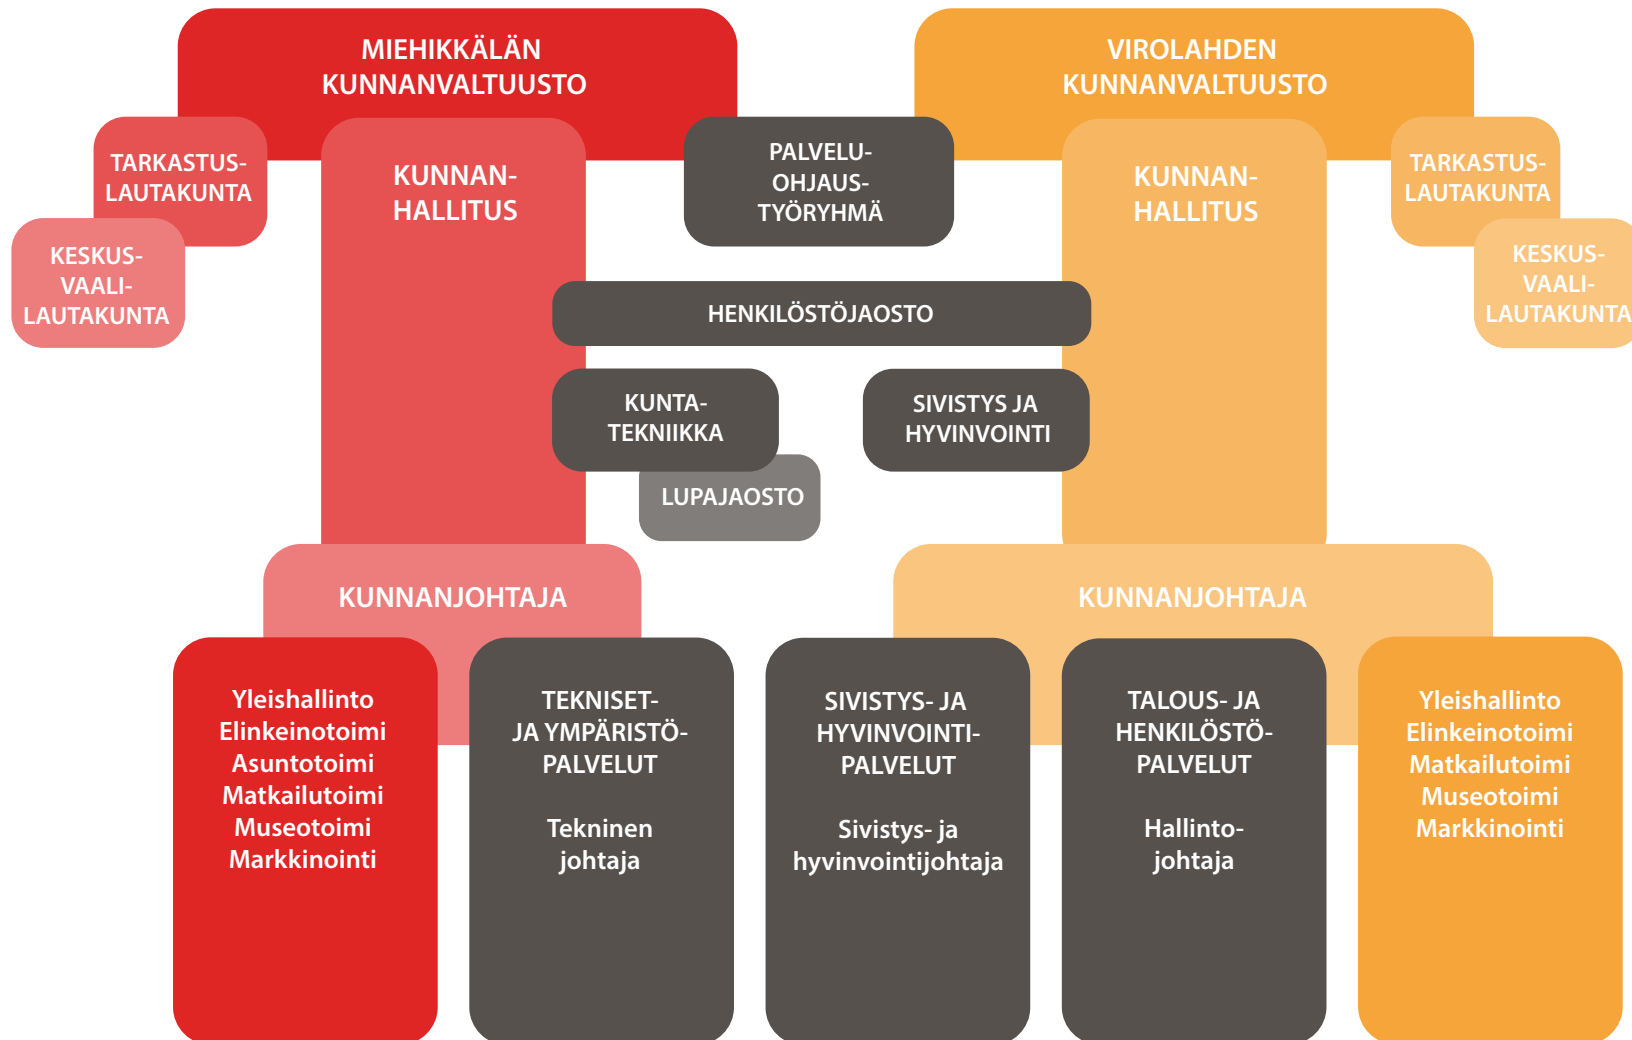 MIEHIKKÄLÄN
KUNNANVALTUUSTO
VIROLAHDEN
KUNNANVALTUUSTO
TARKASTUS-
LAUTAKUNTA
KESKUS-
VAALI-
LAUTAKUNTA
KUNNAN-
HALLITUS
PALVELU-
OHJAUS-
TYÖRYHMÄ
KUNNAN-
HALLITUS
TARKASTUS-
LAUTAKUNTA
KESKUS-
VAALI-
LAUTAKUNTA
HENKILÖSTÖJAOSTO
KUNTA-
TEKNIIKKA
SIVISTYS JA
HYVINVOINTI
LUPAJAOSTO
KUNNANJOHTAJA
KUNNANJOHTAJA
Yleishallinto
Elinkeinotoimi
Asuntotoimi
Matkailutoimi
Museotoimi
Markkinointi
TEKNISET-
JA YMPÄRISTÖ-
PALVELUT
Tekninen
johtaja
SIVISTYS- JA
HYVINVOINTI-
PALVELUT
Sivistys- ja
hyvinvointijohtaja
TALOUS- JA
HENKILÖSTÖ-
PALVELUT
Hallinto-
johtaja
Yleishallinto
Elinkeinotoimi
Matkailutoimi
Museotoimi
Markkinointi